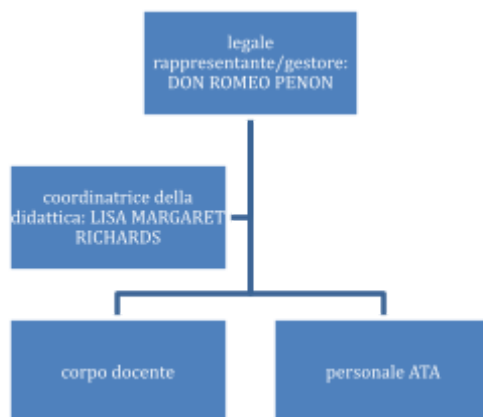 legale
rappresentante/gestore:
DON ROMEO PENON
coordinatrice della
didattica: LISA MARGARET
RICHARDS
corpo docente
personale ATA